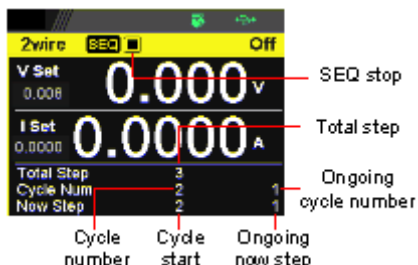 2wire SEQ Off
V Set
0.008 0.000 V
I Set
0.0000 0.0000 A
Total Step 3
Cycle Num 2 1
Now Step 2 1
SEQ stop
Total step
Ongoing
cycle number
Cycle
number
Cycle
start
Ongoing
now step